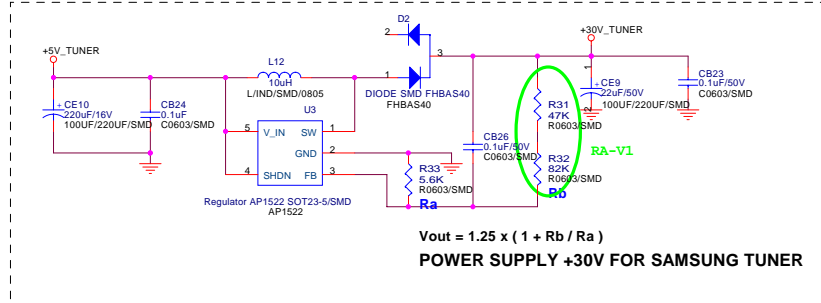 D2
+5V_TUNER
2
+30V_TUNER
3
L12
10uH
L/IND/SMD/0805
1
DIODE SMD FHBAS40
FHBAS40
+
CE10
220uF/16V
100UF/220UF/SMD
CB24
0.1uF
C0603/SMD
U3
5
V_IN
SW
1
GND
2
4
SHDN
FB
3
Regulator AP1522 SOT23-5/SMD
AP1522
R33
5.6K
R0603/SMD
Ra
CB26
0.1uF/50V
C0603/SMD
R31
47K
R0603/SMD
R32
82K
R0603/SMD
Rb
RA-V1
1
+
CE9
22uF/50V
100UF/220UF/SMD
2
CB23
0.1uF/50V
C0603/SMD
Vout = 1.25 x ( 1 + Rb / Ra )
POWER SUPPLY +30V FOR SAMSUNG TUNER